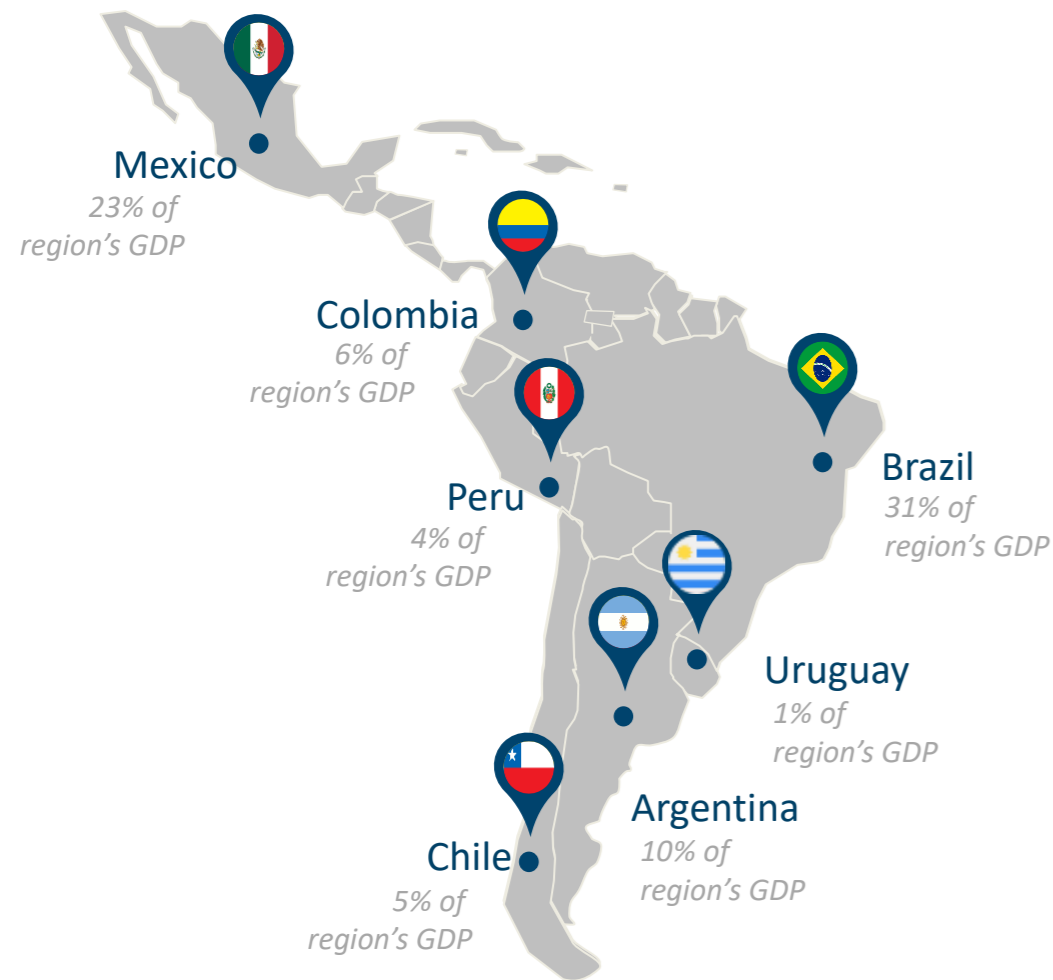 Mexico
23% of
region’s GDP
Colombia
6% of
region’s GDP
Peru
4% of
region’s GDP
Brazil
31% of
region’s GDP
Uruguay
1% of
region’s GDP
Argentina
10% of
region’s GDP
Chile
5% of
region’s GDP